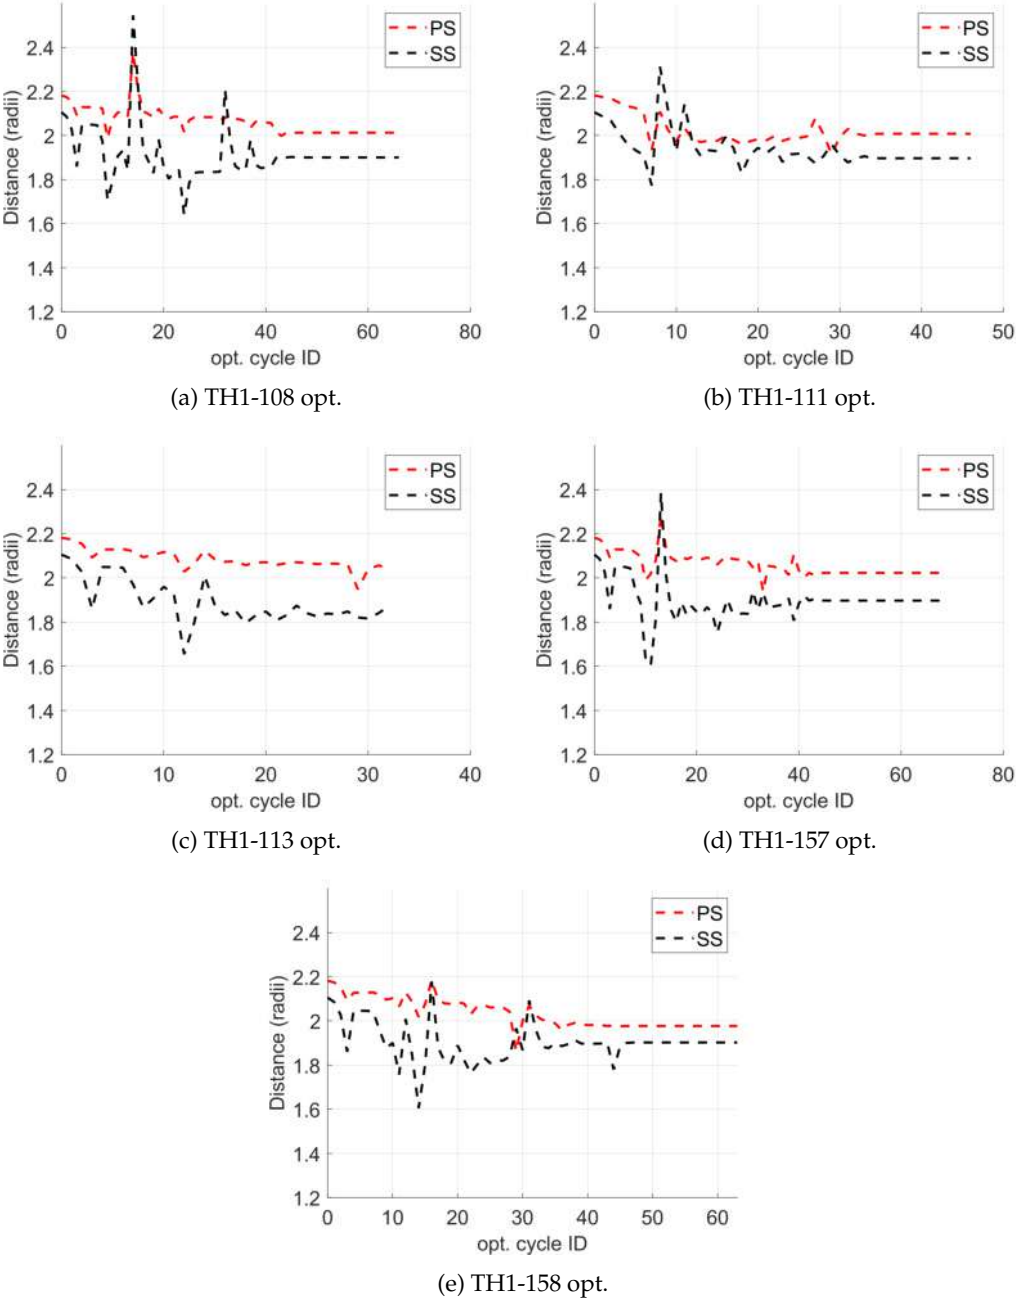 PS
SS
2.4
2.2
2
1.8
1.6
1.4
1.2
Distance (radii)
0 20 40 60 80
opt. cycle ID
(a) TH1-108 opt.
PS
SS
2.4
2.2
2
1.8
1.6
1.4
1.2
Distance (radii)
0 10 20 30 40 50
opt. cycle ID
(b) TH1-111 opt.
PS
SS
2.4
2.2
2
1.8
1.6
1.4
1.2
Distance (radii)
0 10 20 30 40
opt. cycle ID
(c) TH1-113 opt.
PS
SS
2.4
2.2
2
1.8
1.6
1.4
1.2
Distance (radii)
0 20 40 60 80
opt. cycle ID
(d) TH1-157 opt.
PS
SS
2.4
2.2
2
1.8
1.6
1.4
1.2
Distance (radii)
0 10 20 30 40 50 60
opt. cycle ID
(e) TH1-158 opt.